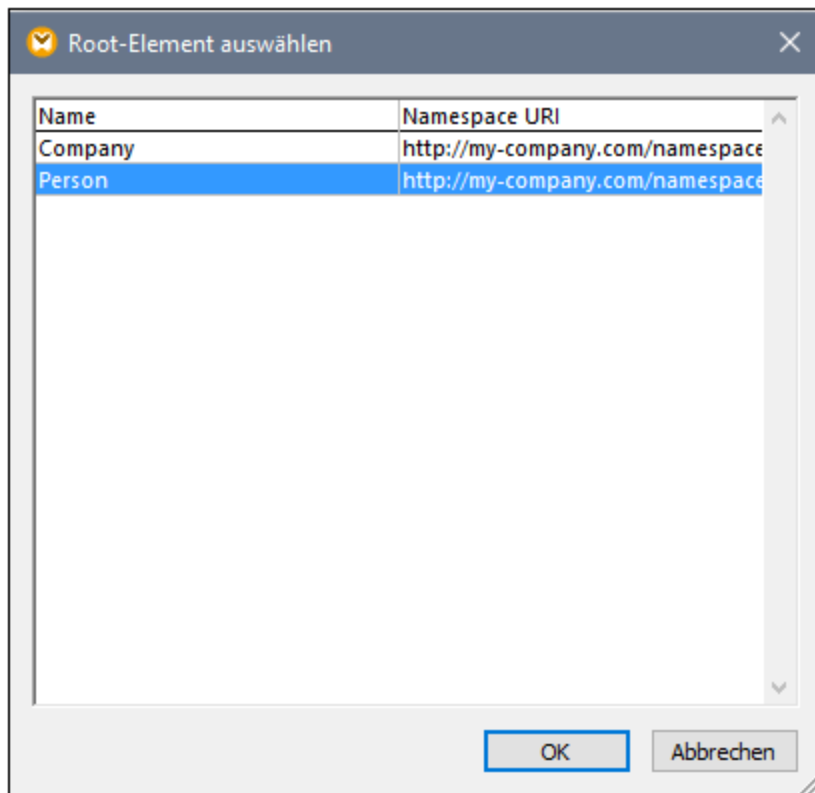 Root-Element auswählen
Name Namespace URI
Company http://my-company.com/namespace
Person http://my-company.com/namespace
OK Abbrechen